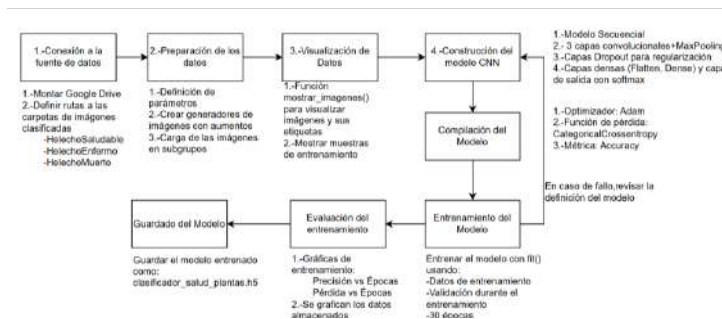 1.-Conexión a la
fuente de datos
1.-Montar Google Drive
2.-Definir rutas a las
carpetas de imágenes
clasificadas
-HelechoSaludable
-HelechoEnfermo
-HelechoMuerto
2.-Preparación de los
datos
1.-Definición de
parámetros
2.-Crear generadores de
imágenes con aumentos
3.-Carga de las imágenes
en subgrupos
3.-Visualización de
Datos
1.-Función
mostrar_imagenes()
para visualizar
imágenes y sus
etiquetas
2.-Mostrar muestras
de entrenamiento
4.-Construcción del
modelo CNN
1.-Modelo Secuencial
2.- 3 capas convolucionales+MaxPooling
3.-Capas Dropout para regularización
4.-Capas densas (Flatten, Dense) y capa
de salida con softmax
Compilación del
Modelo
1.-Optimizador: Adam
2.-Función de pérdida:
CategoricalCrossentropy
3.-Métrica: Accuracy
En caso de fallo,revisar la
definición del modelo
Entrenamiento del
Modelo
Entrenar el modelo con fit()
usando:
-Datos de entrenamiento
-Validación durante el
entrenamiento
-30 épocas
Evaluación del
entrenamiento
1.-Gráficas de
entrenamiento:
Precisión vs Épocas
Pérdida vs Épocas
2.-Se grafican los datos
almacenados
Guardado del Modelo
Guardar el modelo entrenado
como:
clasificador_salud_plantas.h5